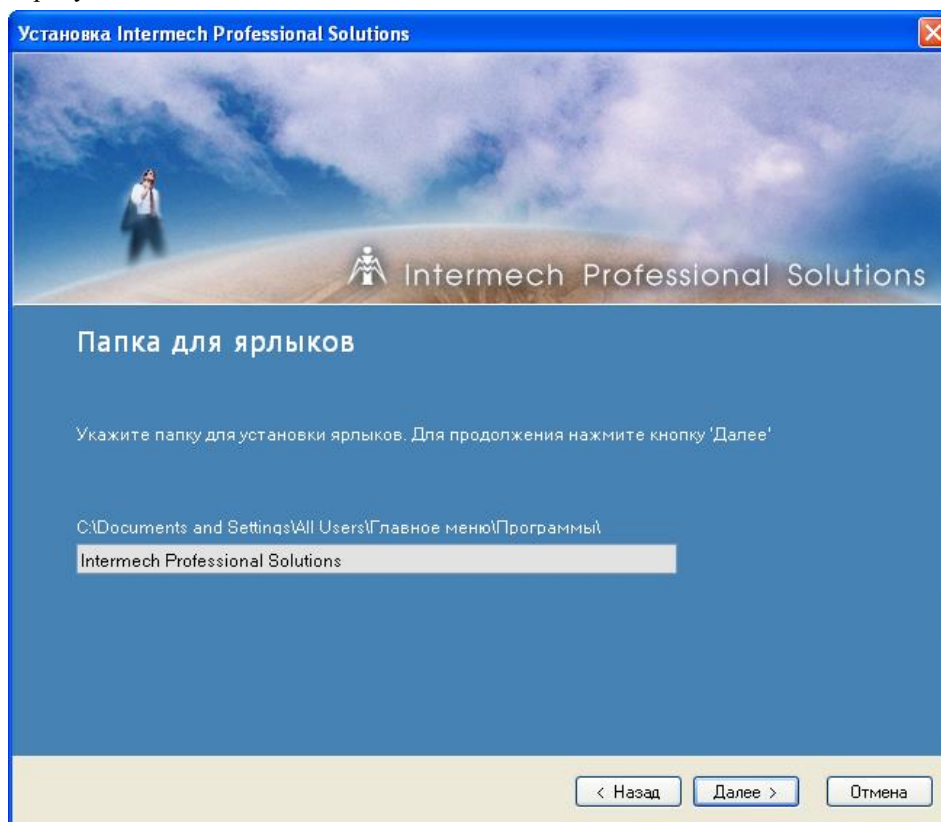 Установка Intermech Professional Solutions
Intermech Professional Solutions
Папка для ярлыков
Укажите папку для установки ярлыков. Для продолжения нажмите кнопку 'Далее'
C:\Documents and Settings\All Users\Главное меню\Программы\
Intermech Professional Solutions
< Назад
Далее >
Отмена